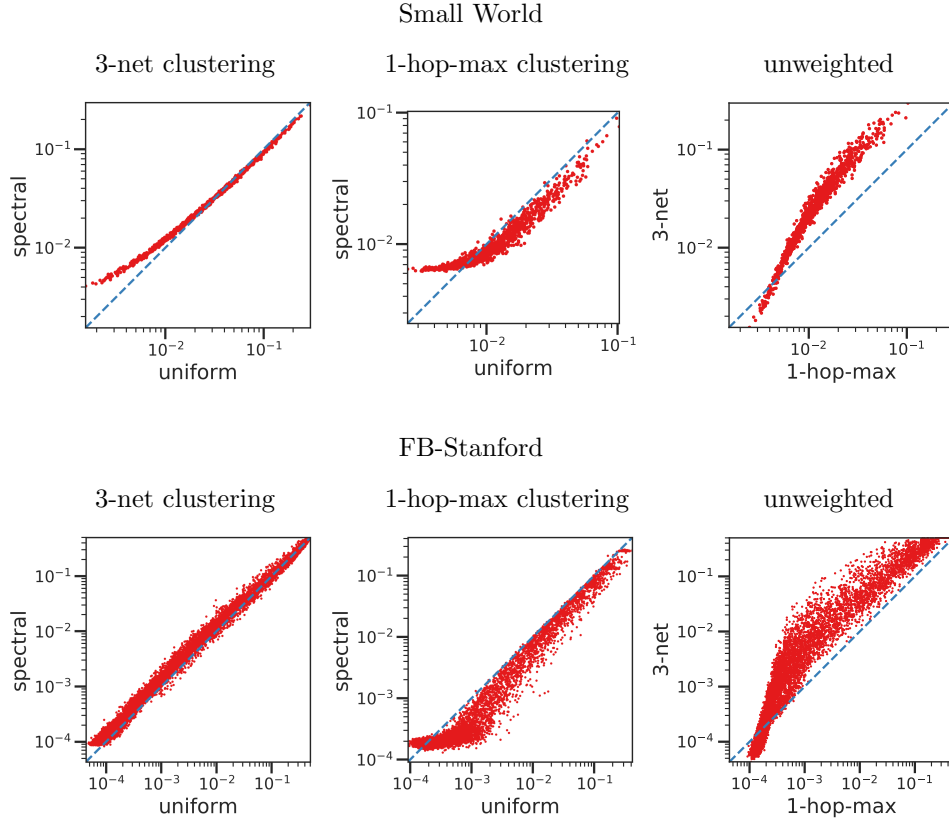 Small World
3-net clustering 1-hop-max clustering unweighted
spectral
10⁻¹
10⁻²
10⁻² 10⁻¹
uniform
spectral
10⁻¹
10⁻²
10⁻² 10⁻¹
uniform
3-net
10⁻¹
10⁻²
10⁻² 10⁻¹
1-hop-max
FB-Stanford
3-net clustering 1-hop-max clustering unweighted
spectral
10⁻¹
10⁻²
10⁻³
10⁻⁴
10⁻⁴ 10⁻³ 10⁻² 10⁻¹
uniform
spectral
10⁻¹
10⁻²
10⁻³
10⁻⁴
10⁻⁴ 10⁻³ 10⁻² 10⁻¹
uniform
3-net
10⁻¹
10⁻²
10⁻³
10⁻⁴
10⁻⁴ 10⁻³ 10⁻² 10⁻¹
1-hop-max